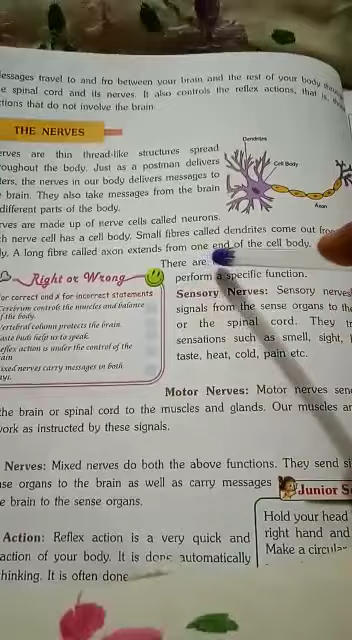 essages travel to and fro between your brain and the rest of your body
e spinal cord and its nerves. It also controls the reflex actions, that is,
ctions that do not involve the brain.
THE NERVES
erves are thin thread-like structures spread
roughout the body. Just as a postman delivers
ters, the nerves in our body delivers messages to
brain. They also take messages from the brain
different parts of the body.
Dendrites
Cell Body
Axon
rves are made up of nerve cells called neurons.
ch nerve cell has a cell body. Small fibres called dendrites come out
ly. A long fibre called axon extends from one end of the cell body.
There are
perform a specific function.
Right or Wrong
or correct and ✗ for incorrect statements
Cerebrum controls the muscles and balance
f the body.
Vertebral column protects the brain.
aste buds help us to speak.
eflex action is under the control of the
ain
ixed nerves carry messages in both
ays.
Sensory Nerves: Sensory nerves
signals from the sense organs to the
or the spinal cord. They
sensations such as smell, sight,
taste, heat, cold, pain etc.
Motor Nerves: Motor nerves
the brain or spinal cord to the muscles and glands. Our muscles
work as instructed by these signals.
Nerves: Mixed nerves do both the above functions. They send
se organs to the brain as well as carry messages
e brain to the sense organs.
Junior
Hold your head
right hand and
Make a circular
Action: Reflex action is a very quick and
action of your body. It is done automatically
hinking. It is often done